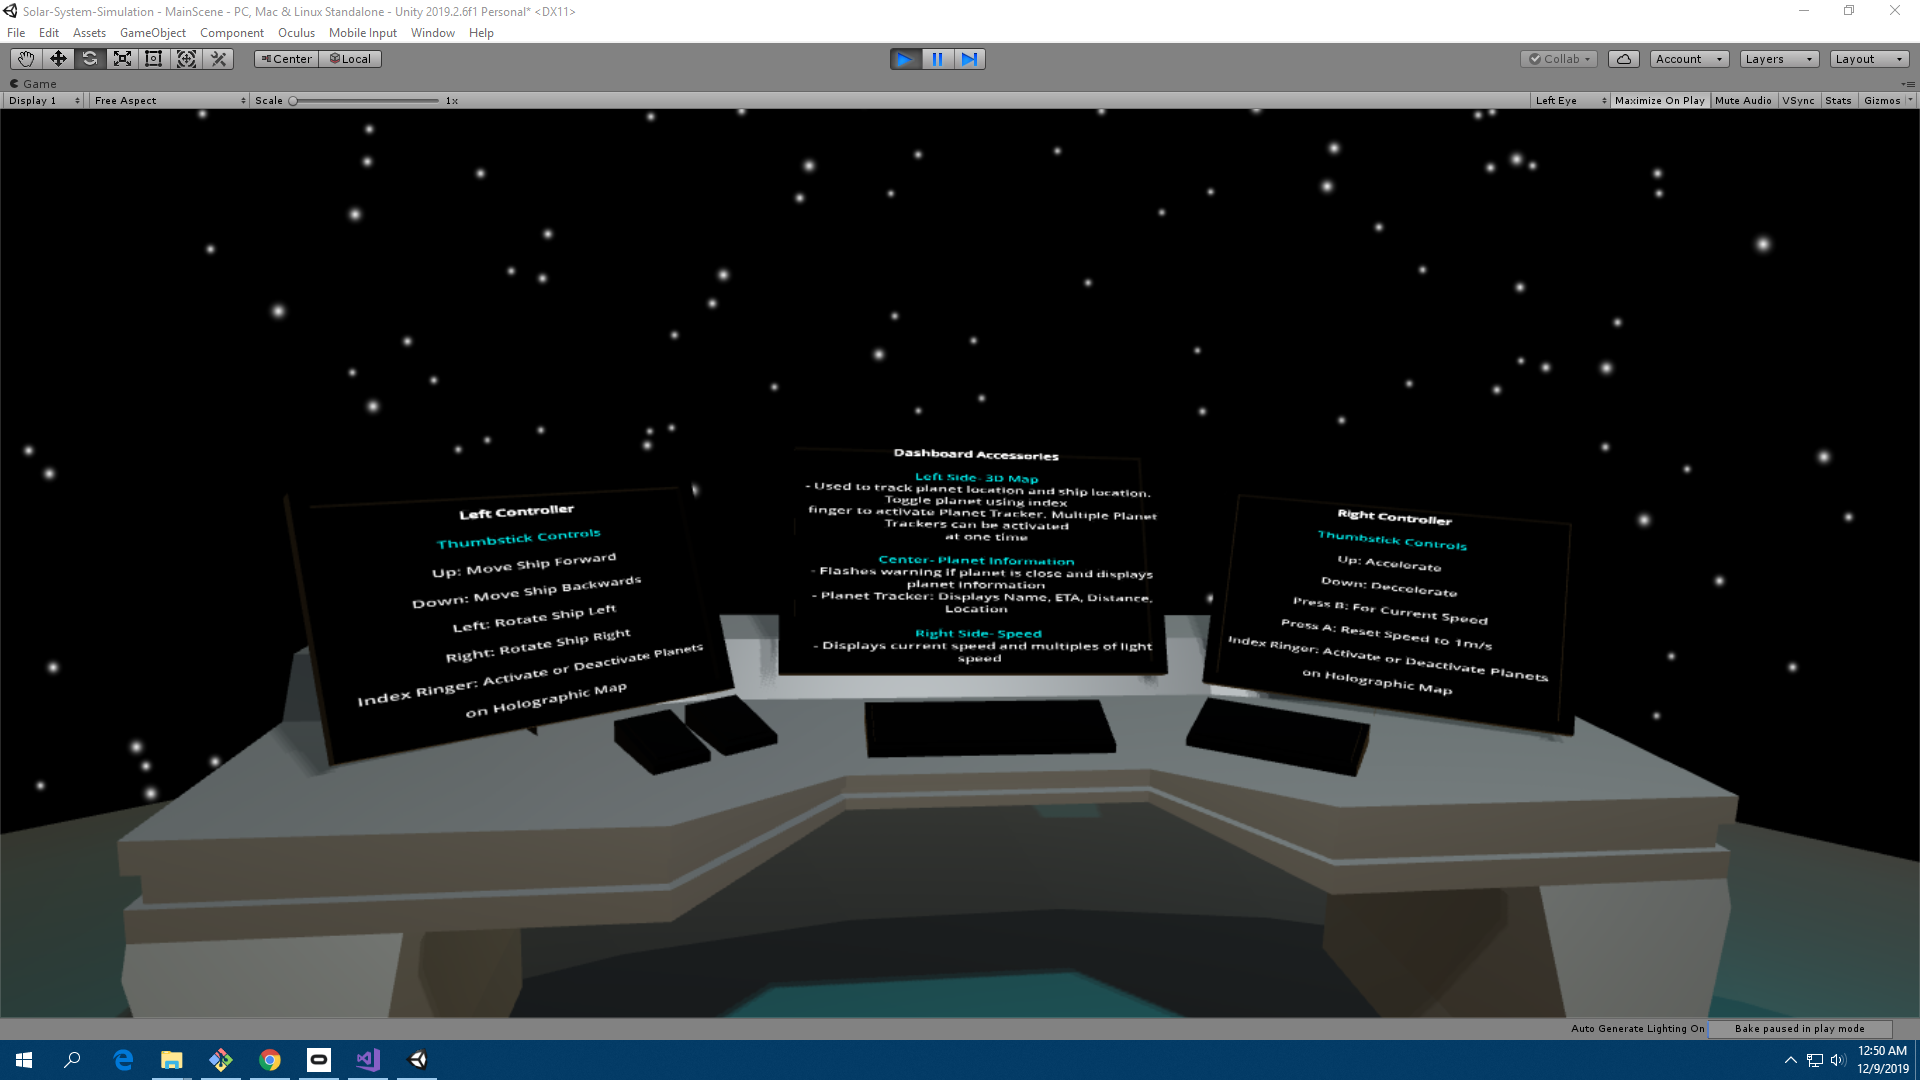 Solar-System-Simulation - MainScene - PC, Mac & Linux Standalone - Unity 2019.2.6f1 Personal* <DX11>
File Edit Assets GameObject Component Oculus Mobile Input Window Help
Center Local Collab Account Layers Layout
Game
Display 1 Free Aspect Scale 1x Left Eye Maximize On Play Mute Audio VSync Stats Gizmos
Left Controller
Thumbstick Controls
Up: Move Ship Forward
Down: Move Ship Backwards
Left: Rotate Ship Left
Right: Rotate Ship Right
Index Ringer: Activate or Deactivate Planets
on Holographic Map
Dashboard Accessories
Left Side- 3D Map
- Used to track planet location and ship location.
Toggle planet using index
finger to activate Planet Tracker. Multiple Planet
Trackers can be activated
at one time
Center- Planet Information
- Flashes warning if planet is close and displays
planet information
- Planet Tracker: Displays Name, ETA, Distance,
Location
Right Side- Speed
- Displays current speed and multiples of light
speed
Right Controller
Thumbstick Controls
Up: Accelerate
Down: Deccelerate
Press B: For Current Speed
Press A: Reset Speed to 1m/s
Index Ringer: Activate or Deactivate Planets
on Holographic Map
Auto Generate Lighting On Bake paused in play mode
12:50 AM
12/9/2019